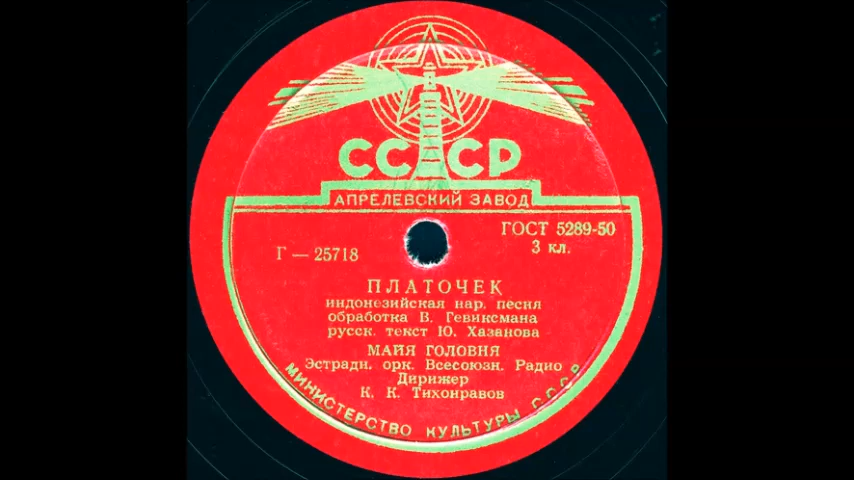 СССР
АПРЕЛЕВСКИЙ ЗАВОД
ГОСТ 5289-50
3 кл.
Г — 25718
ПЛАТОЧЕК
индонезийская нар. песня
обработка В. Гевиксмана
русск. текст Ю. Хазанова
МАЙЯ ГОЛОВНЯ
Эстрадн. орк. Всесоюзн. Радио
Дирижер
К. К. Тихонравов
МИНИСТЕРСТВО КУЛЬТУРЫ СССР